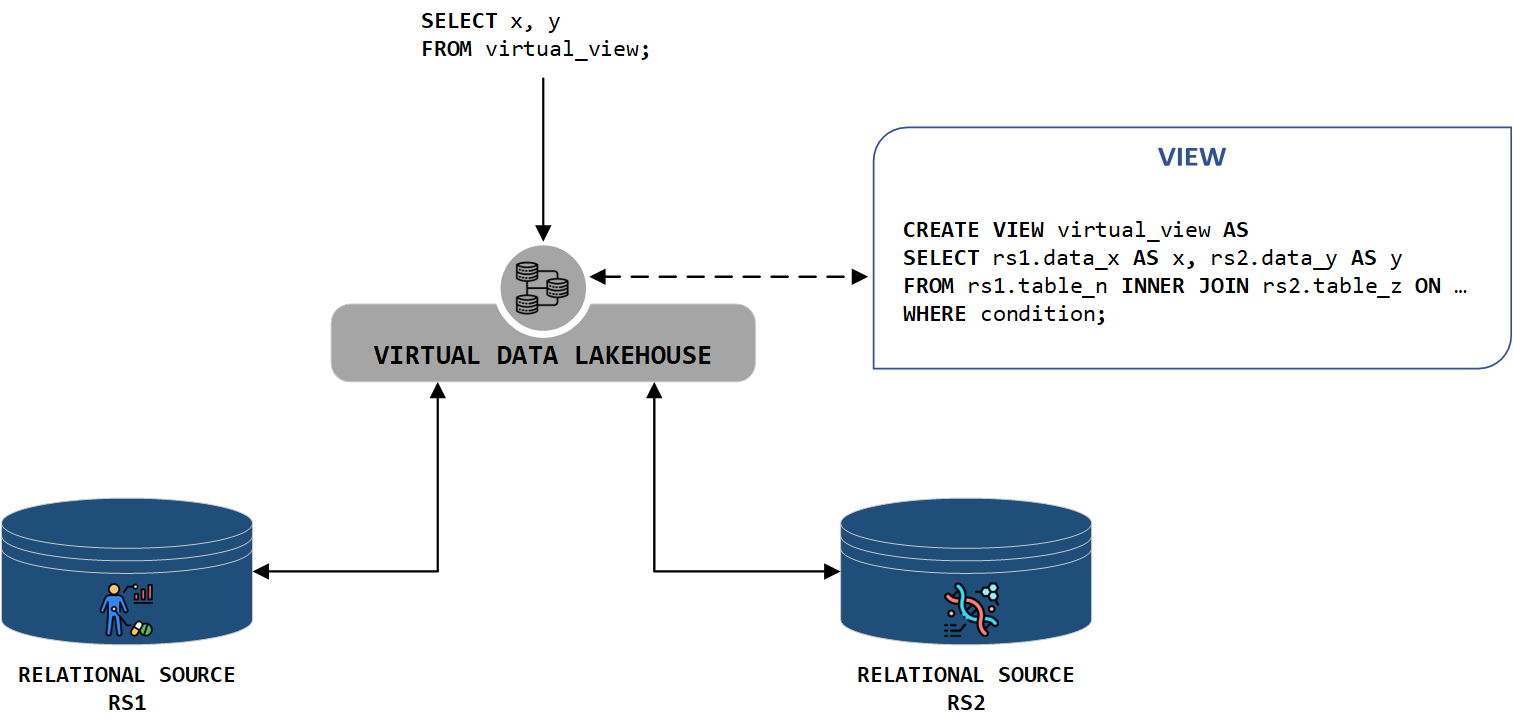 SELECT x, y
FROM virtual_view;
VIEW
CREATE VIEW virtual_view AS
SELECT rs1.data_x AS x, rs2.data_y AS y
FROM rs1.table_n INNER JOIN rs2.table_z ON …
WHERE condition;
VIRTUAL DATA LAKEHOUSE
RELATIONAL SOURCE
RS1
RELATIONAL SOURCE
RS2